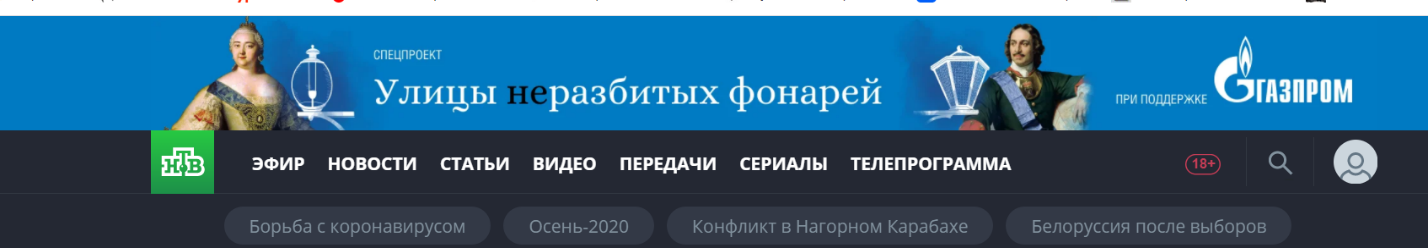 СПЕЦПРОЕКТ
Улицы неразбитых фонарей
ПРИ ПОДДЕРЖКЕ ГАЗПРОМ
НТВ ЭФИР НОВОСТИ СТАТЬИ ВИДЕО ПЕРЕДАЧИ СЕРИАЛЫ ТЕЛЕПРОГРАММА 18+
Борьба с коронавирусом Осень-2020 Конфликт в Нагорном Карабахе Белоруссия после выборов